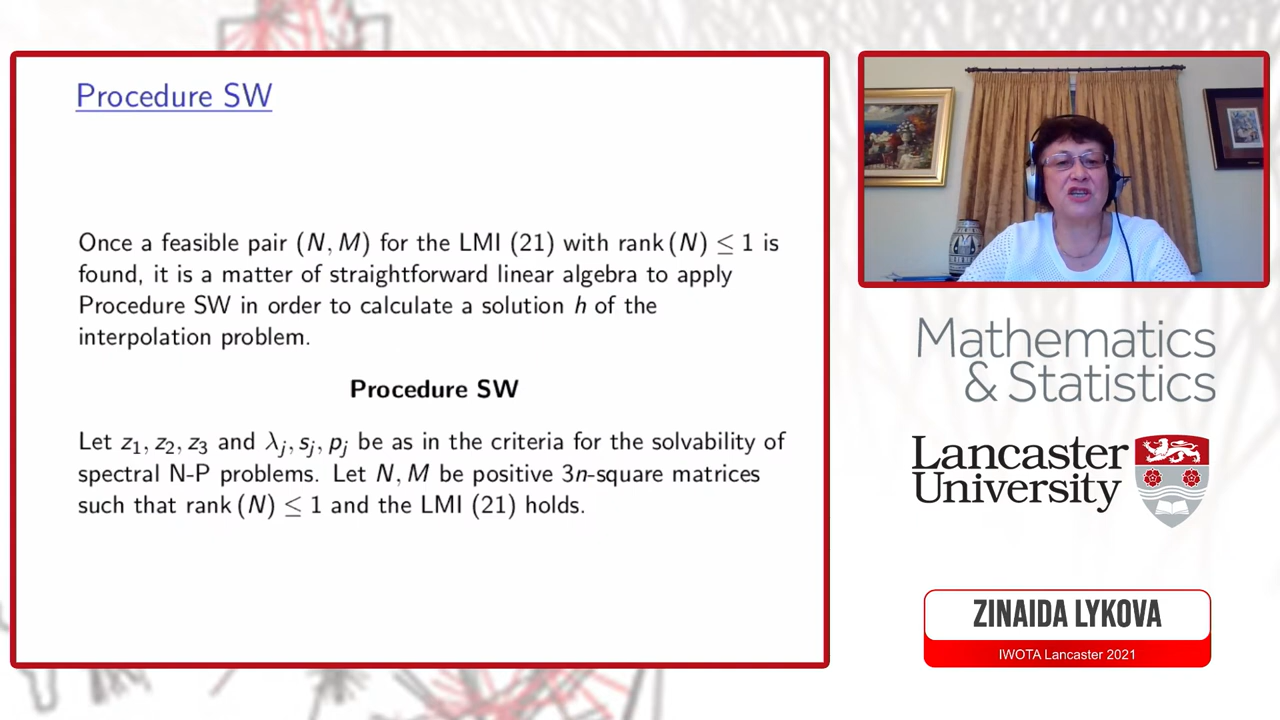 Procedure SW
Once a feasible pair (N, M) for the LMI (21) with rank (N) ≤ 1 is
found, it is a matter of straightforward linear algebra to apply
Procedure SW in order to calculate a solution h of the
interpolation problem.
Procedure SW
Let z₁, z₂, z₃ and λⱼ, sⱼ, pⱼ be as in the criteria for the solvability of
spectral N-P problems. Let N, M be positive 3n-square matrices
such that rank (N) ≤ 1 and the LMI (21) holds.
Mathematics
& Statistics
Lancaster
University
ZINAIDA LYKOVA
IWOTA Lancaster 2021